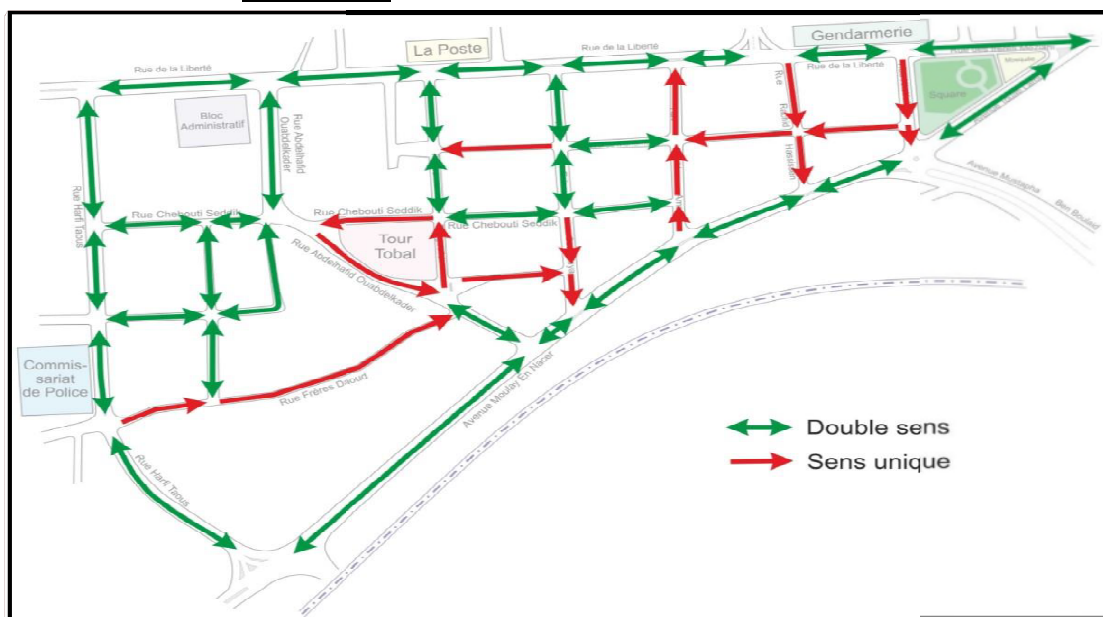 Gendarmerie
La Poste
Rue de la Liberté
Rue de la Liberté
Rue de la Liberté
Mosquée
Square
Bloc
Administratif
Rue Abdelhafid
Ouabdelkader
Rue
Rachid
Avenue Mustapha
Ben Boulaid
Rue Harfi Taous
Rue Chebouti Seddik
Rue Chebouti Seddik
Rue Chebouti Seddik
Tour
Tobal
Rue Abdelhafid Ouabdelkader
Commis-
sariat
de Police
Rue Frères Daoud
Avenue Moulay En Nacer
Rue Harfi Taous
Double sens
Sens unique